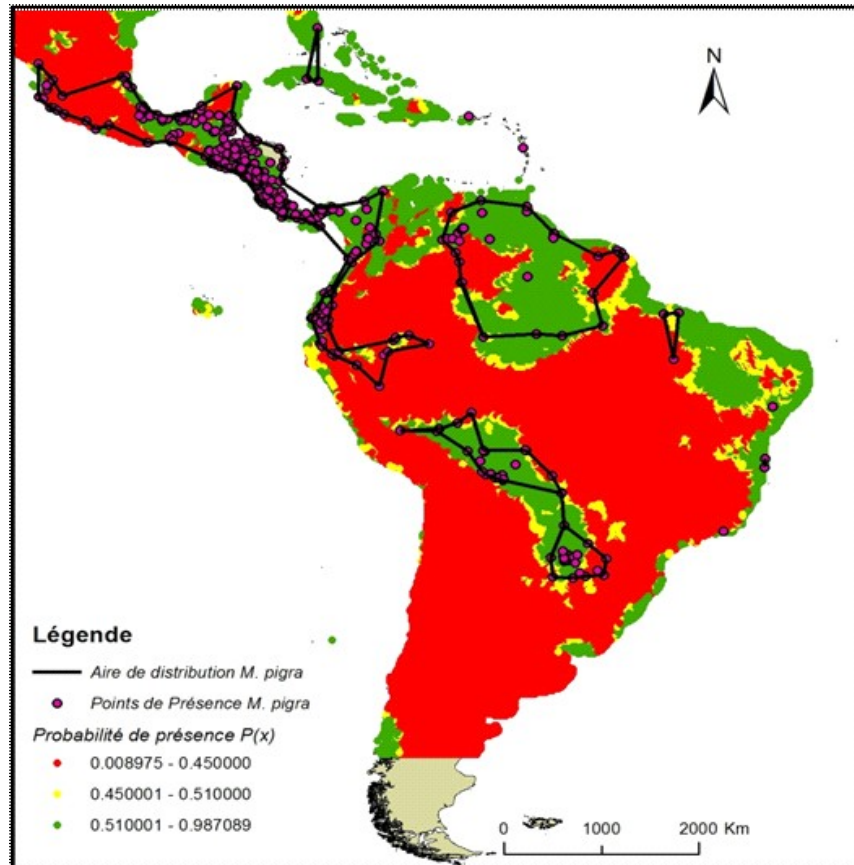 N
Légende
Aire de distribution M. pigra
Points de Présence M. pigra
Probabilité de présence P(x)
0.008975 - 0.450000
0.450001 - 0.510000
0.510001 - 0.987089
0 1000 2000 Km